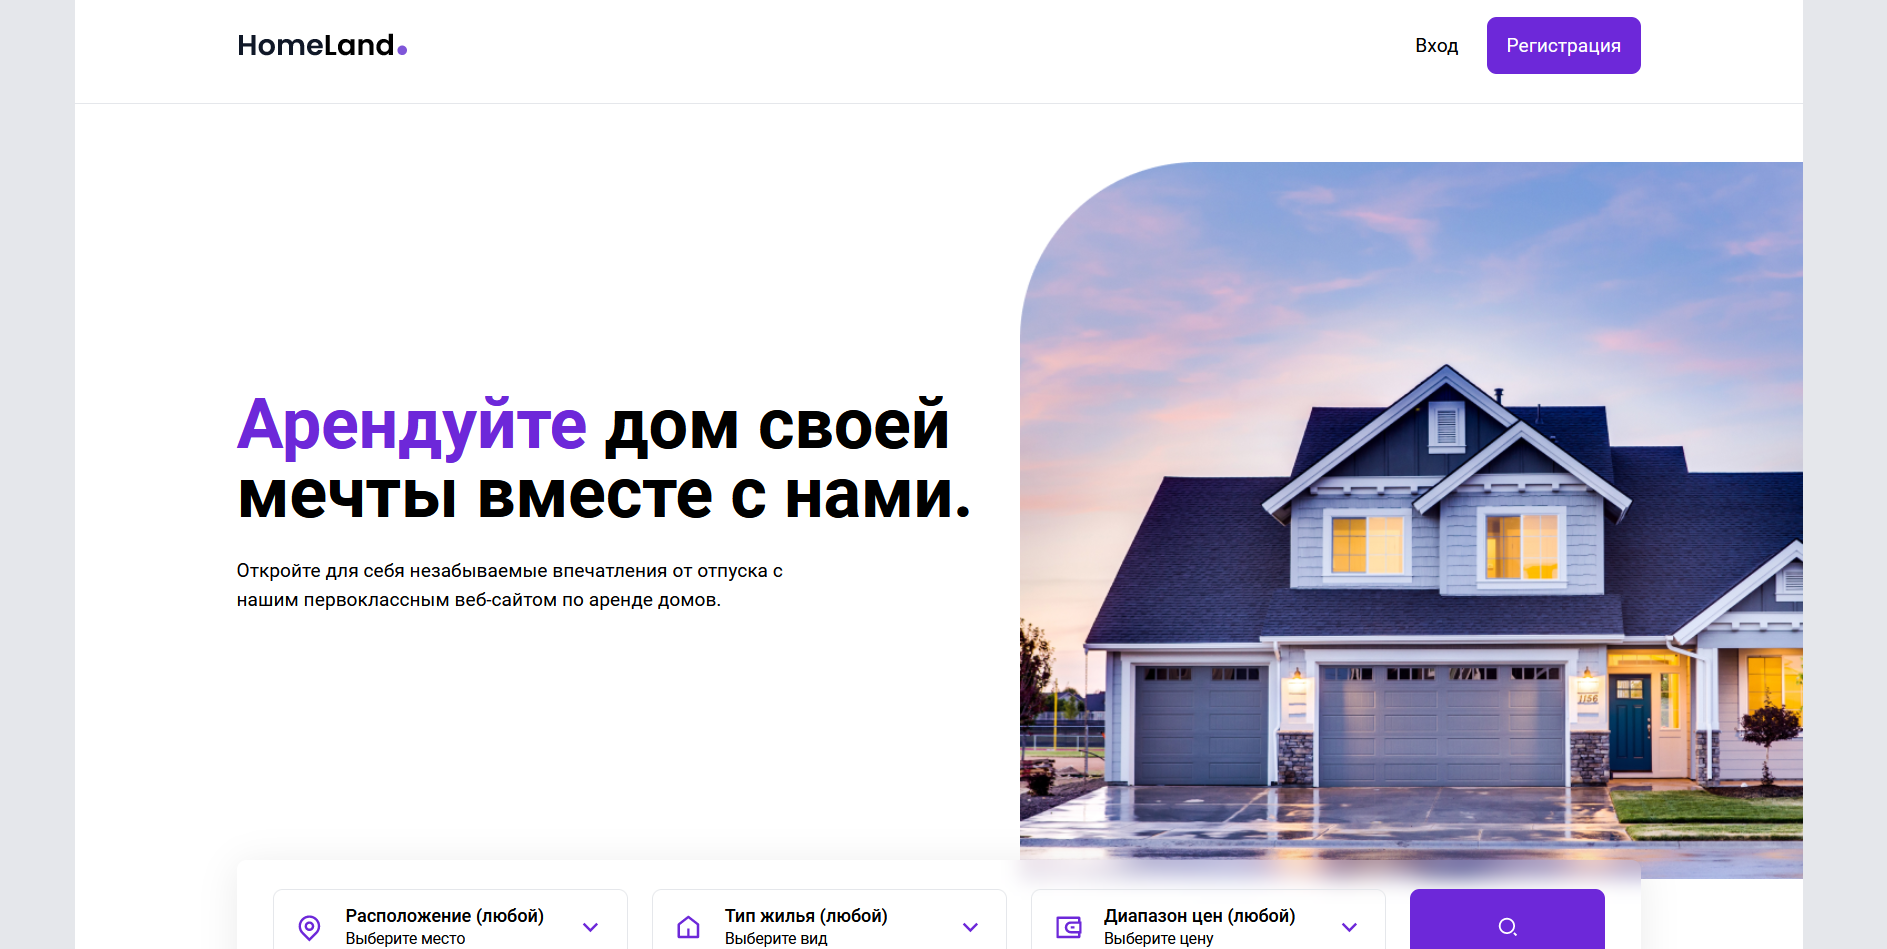 HomeLand.
Вход
Регистрация
Арендуйте дом своей
мечты вместе с нами.
Откройте для себя незабываемые впечатления от отпуска с
нашим первоклассным веб-сайтом по аренде домов.
1156
Расположение (любой)
Выберите место
Тип жилья (любой)
Выберите вид
Диапазон цен (любой)
Выберите цену